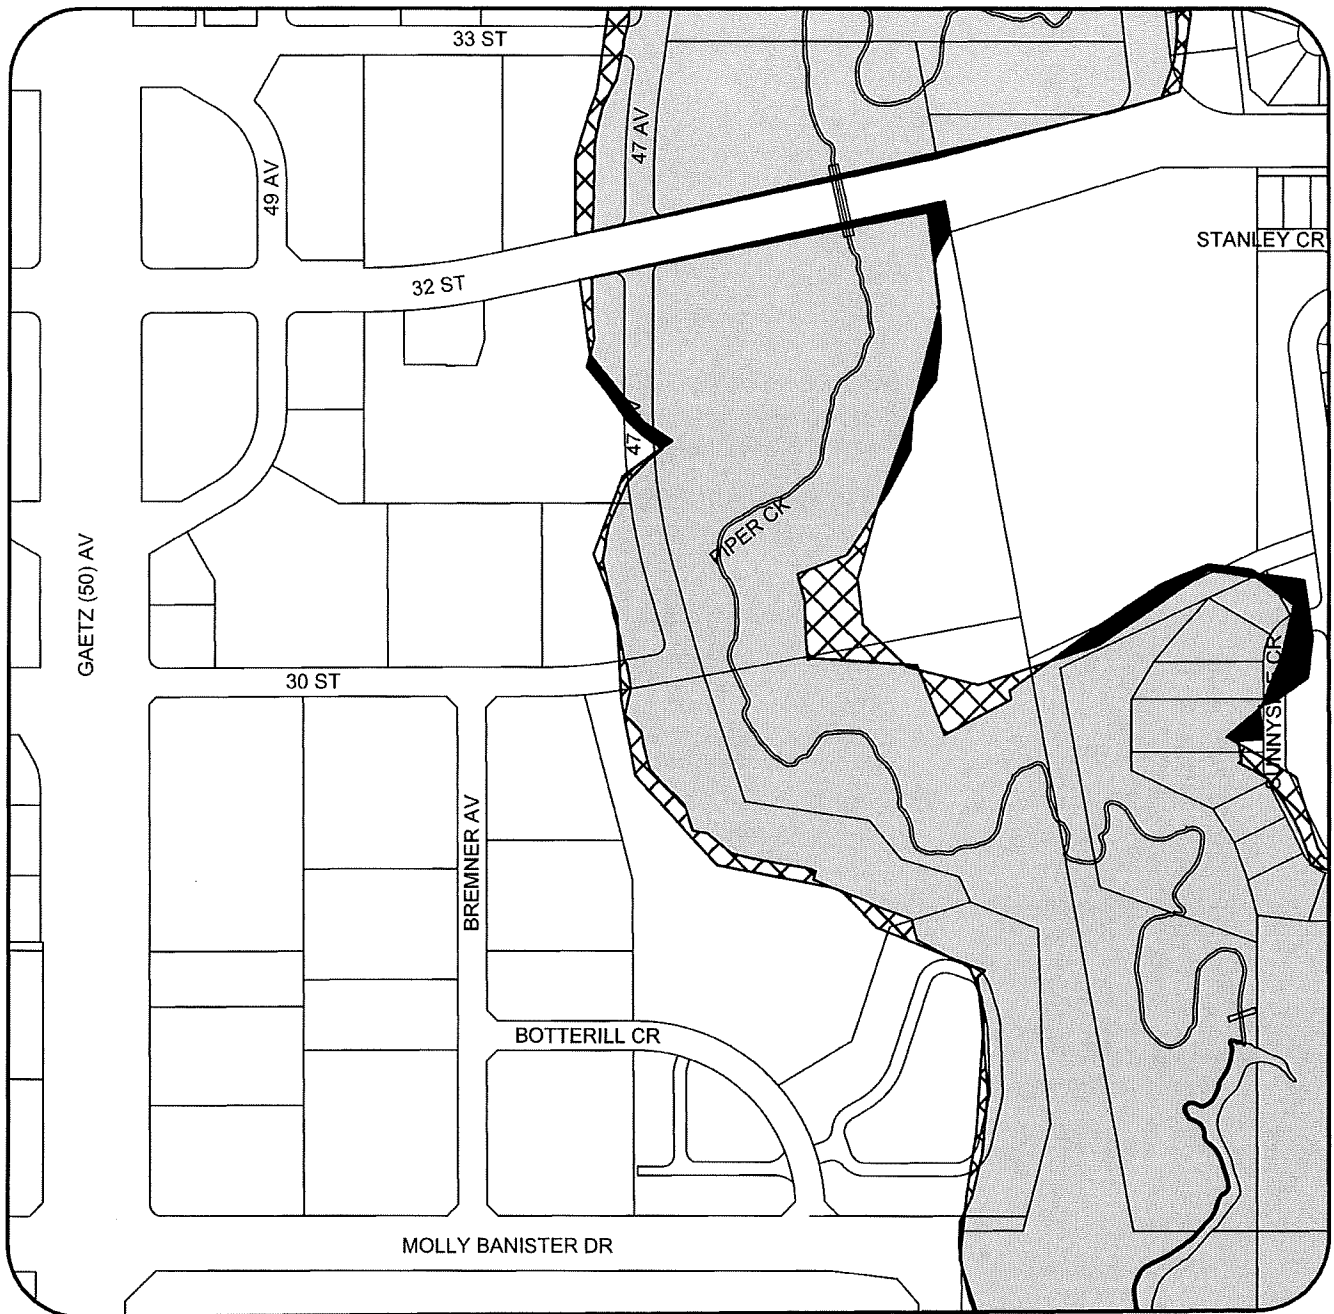 33 ST
47 AV
49 AV
STANLEY CR
32 ST
47
PIPER CK
GAETZ (50) AV
30 ST
BREMNER AV
BOTTERILL CR
MOLLY BANISTER DR